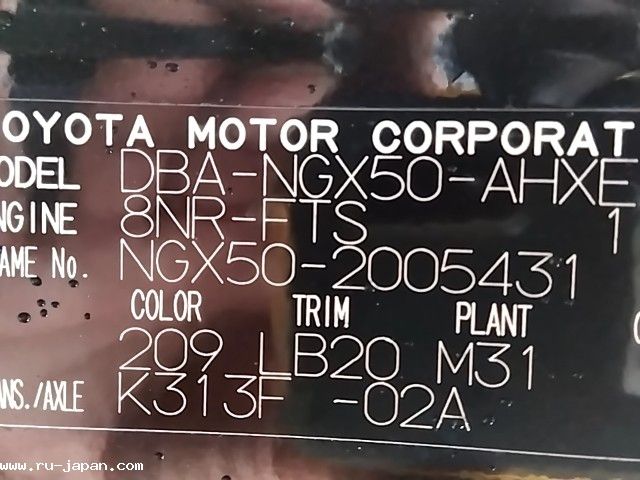 OYOTA MOTOR CORPORAT
ODEL DBA-NGX50-AHXE
NGINE 8NR-FTS 1
AME No. NGX50-2005431
COLOR TRIM PLANT
209 LB20 M31
ANS./AXLE K313F -02A
www.ru-japan.com